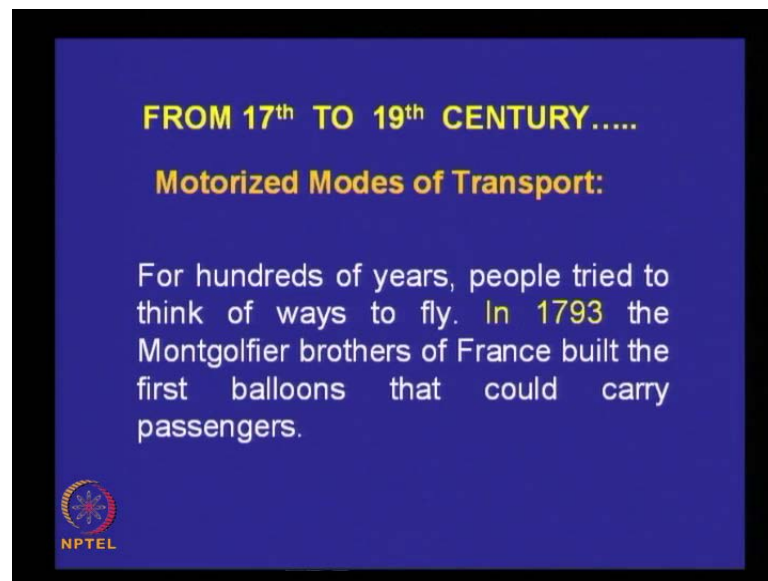 FROM 17th TO 19th CENTURY.....
Motorized Modes of Transport:
For hundreds of years, people tried to
think of ways to fly. In 1793 the
Montgolfier brothers of France built the
first balloons that could carry
passengers.
NPTEL